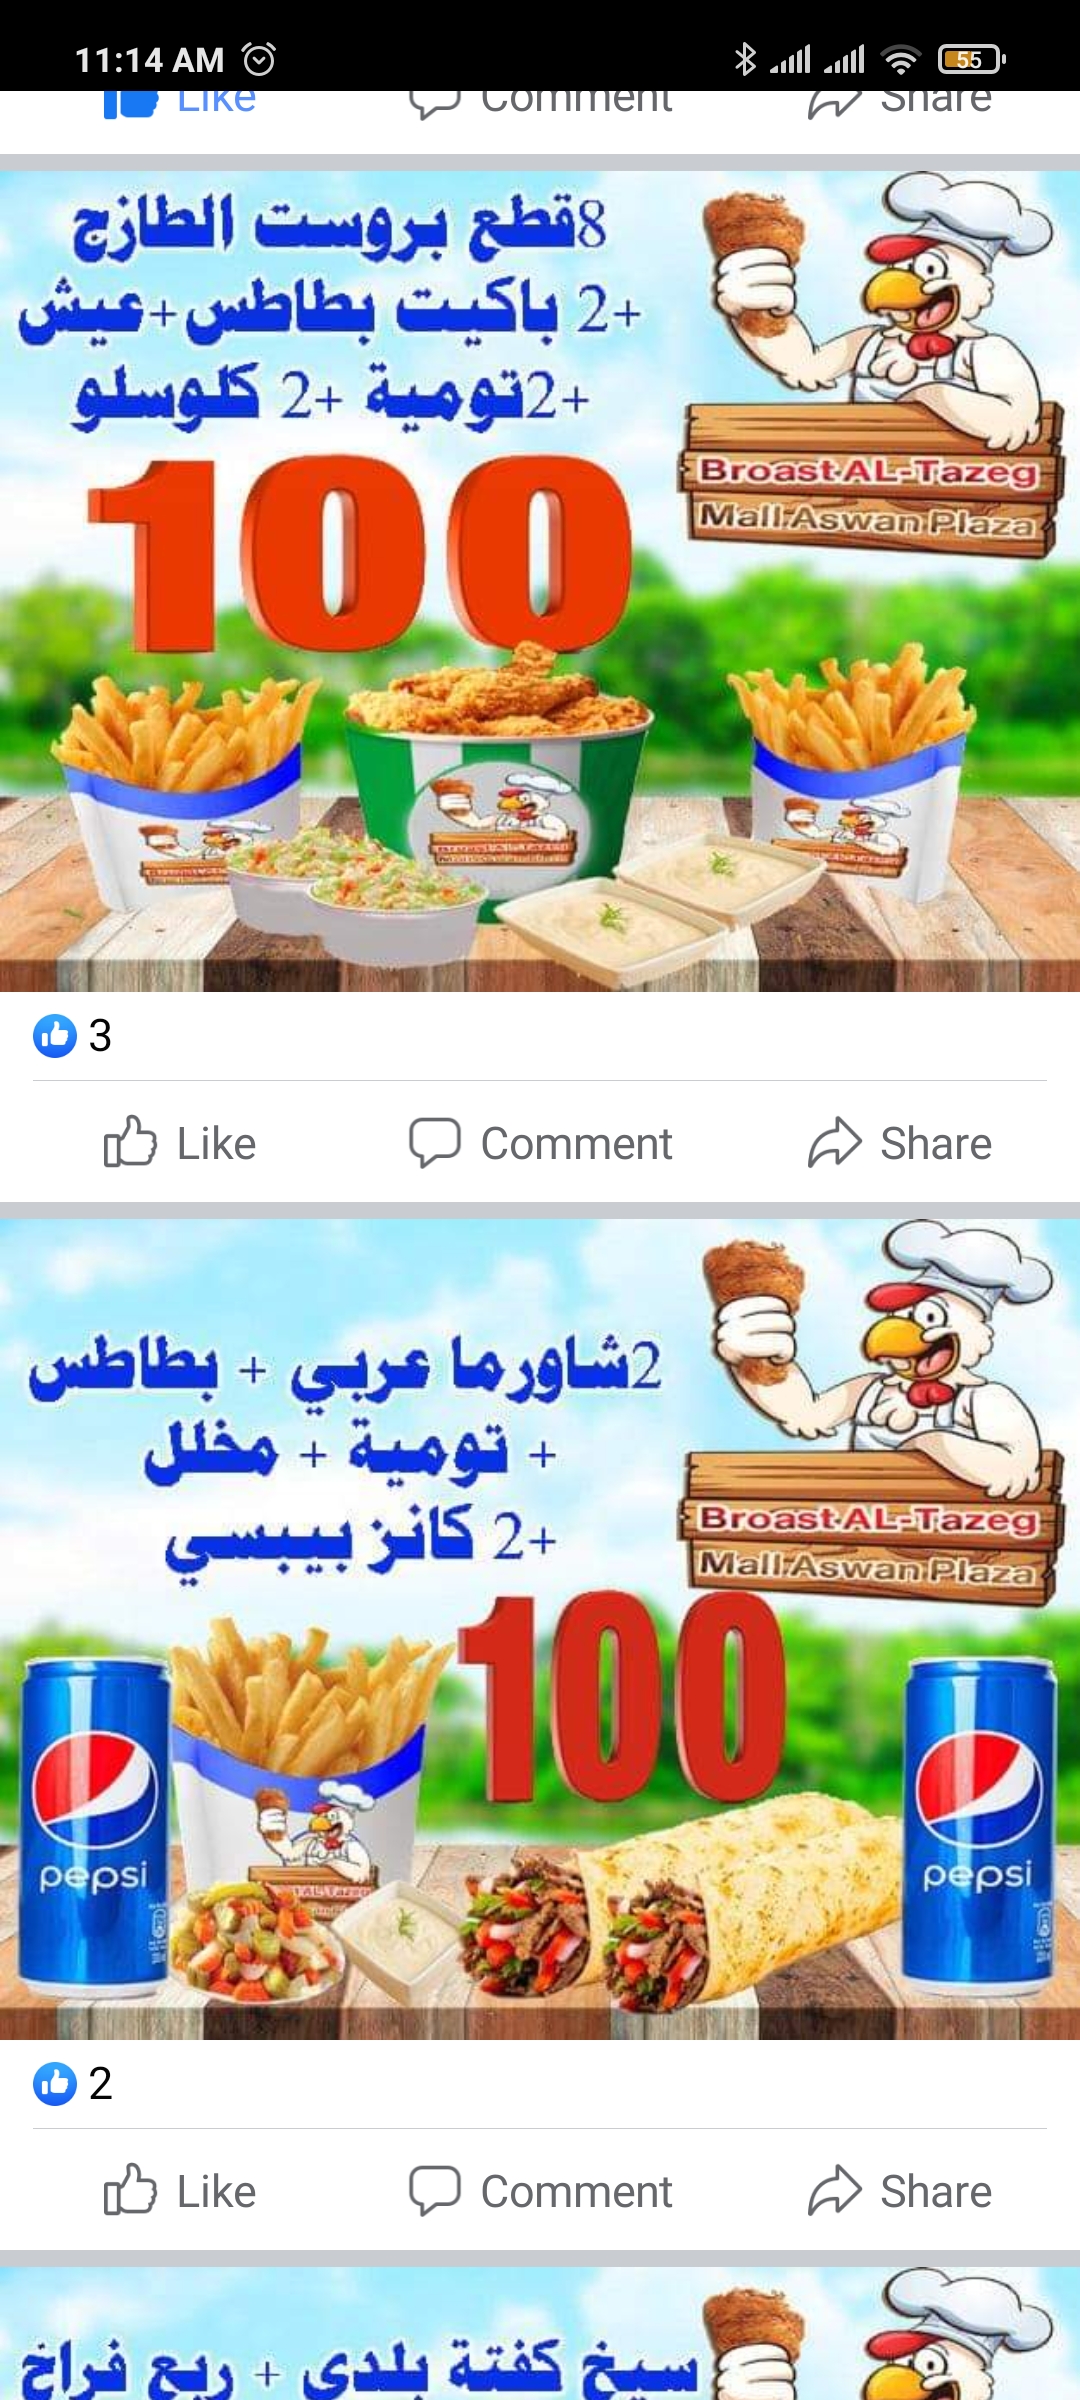 11:14 AM
55
Like Comment Share
8قطع بروست الطازج
+2 باكيت بطاطس+عيش
+2تومية +2 كلوسلو
100
Broast AL-Tazeg
Mall Aswan Plaza
3
Like Comment Share
2شاورما عربي + بطاطس
+ تومية + مخلل
+2 كانز بيبسي
100
Broast AL-Tazeg
Mall Aswan Plaza
pepsi
pepsi
2
Like Comment Share
سيخ كفتة بلدى + ربع فراخ